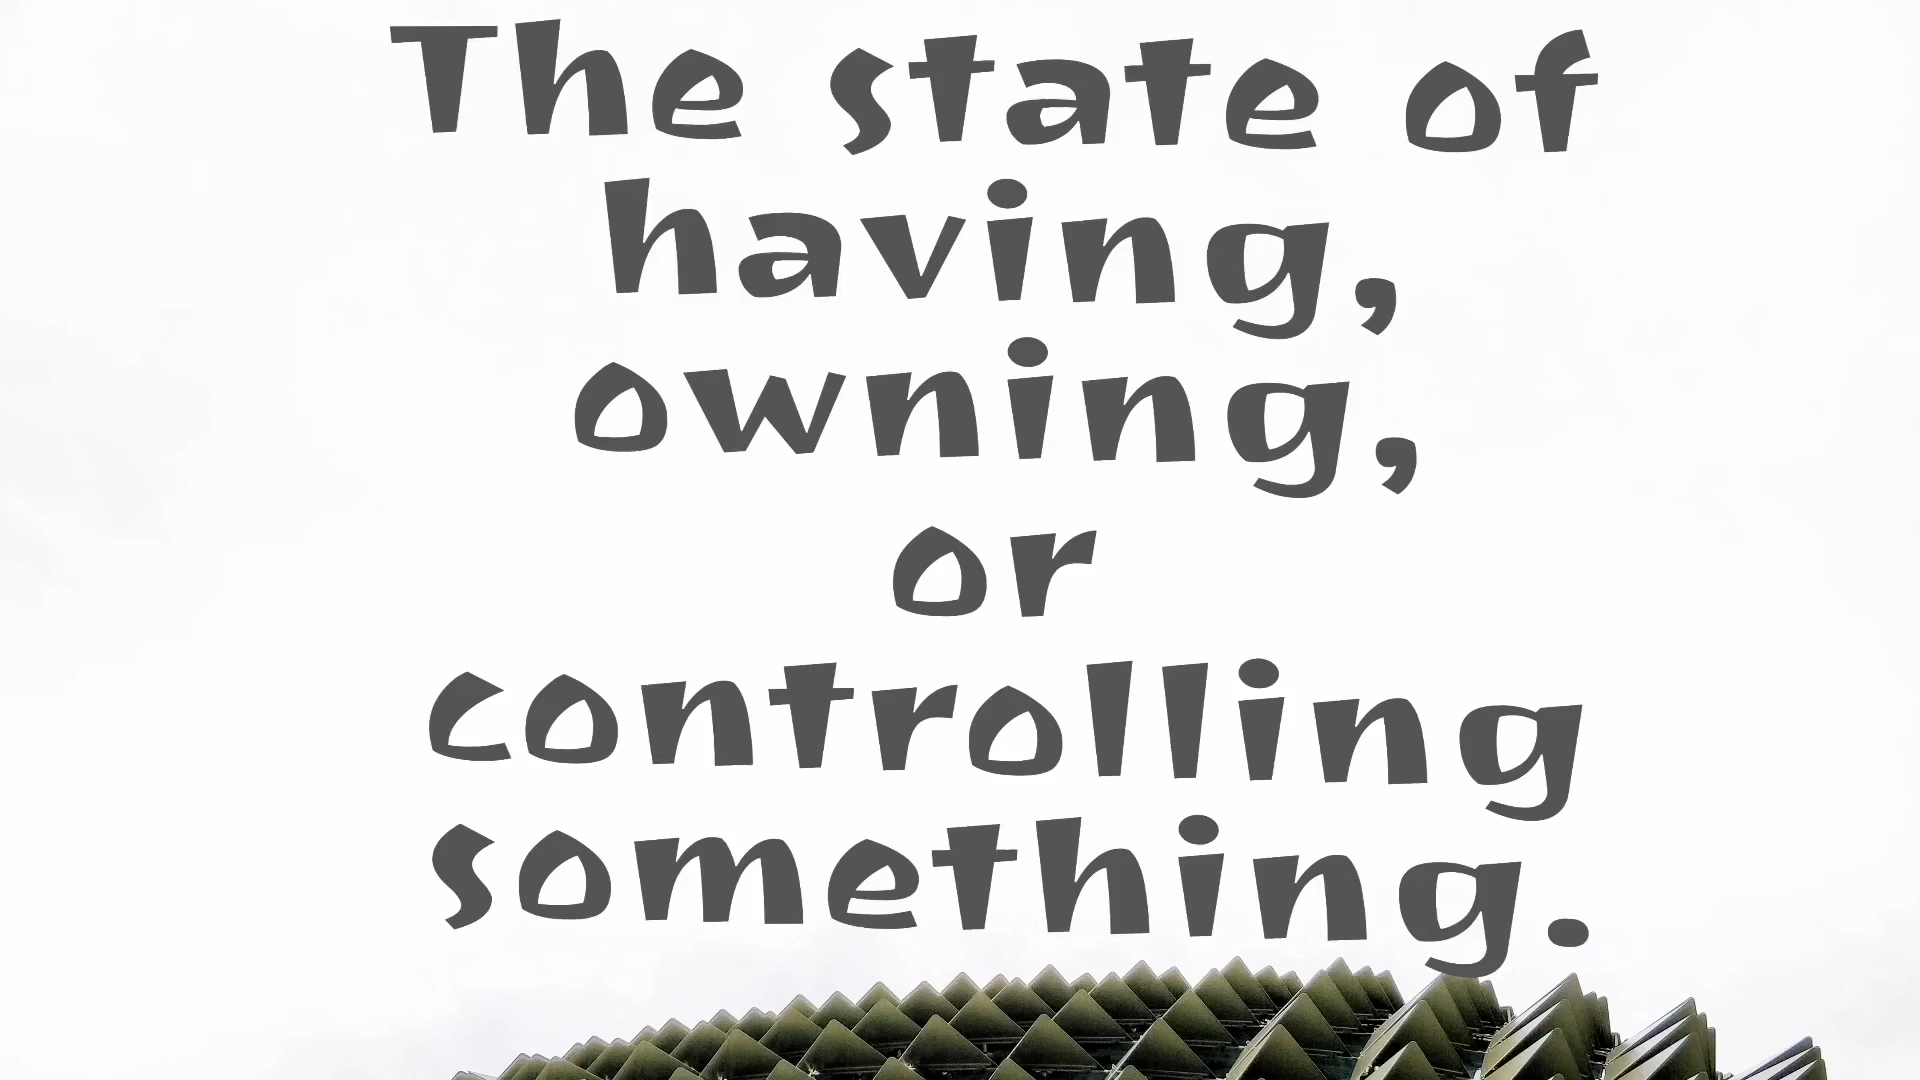 The state of
having,
owning,
or
controlling
something.